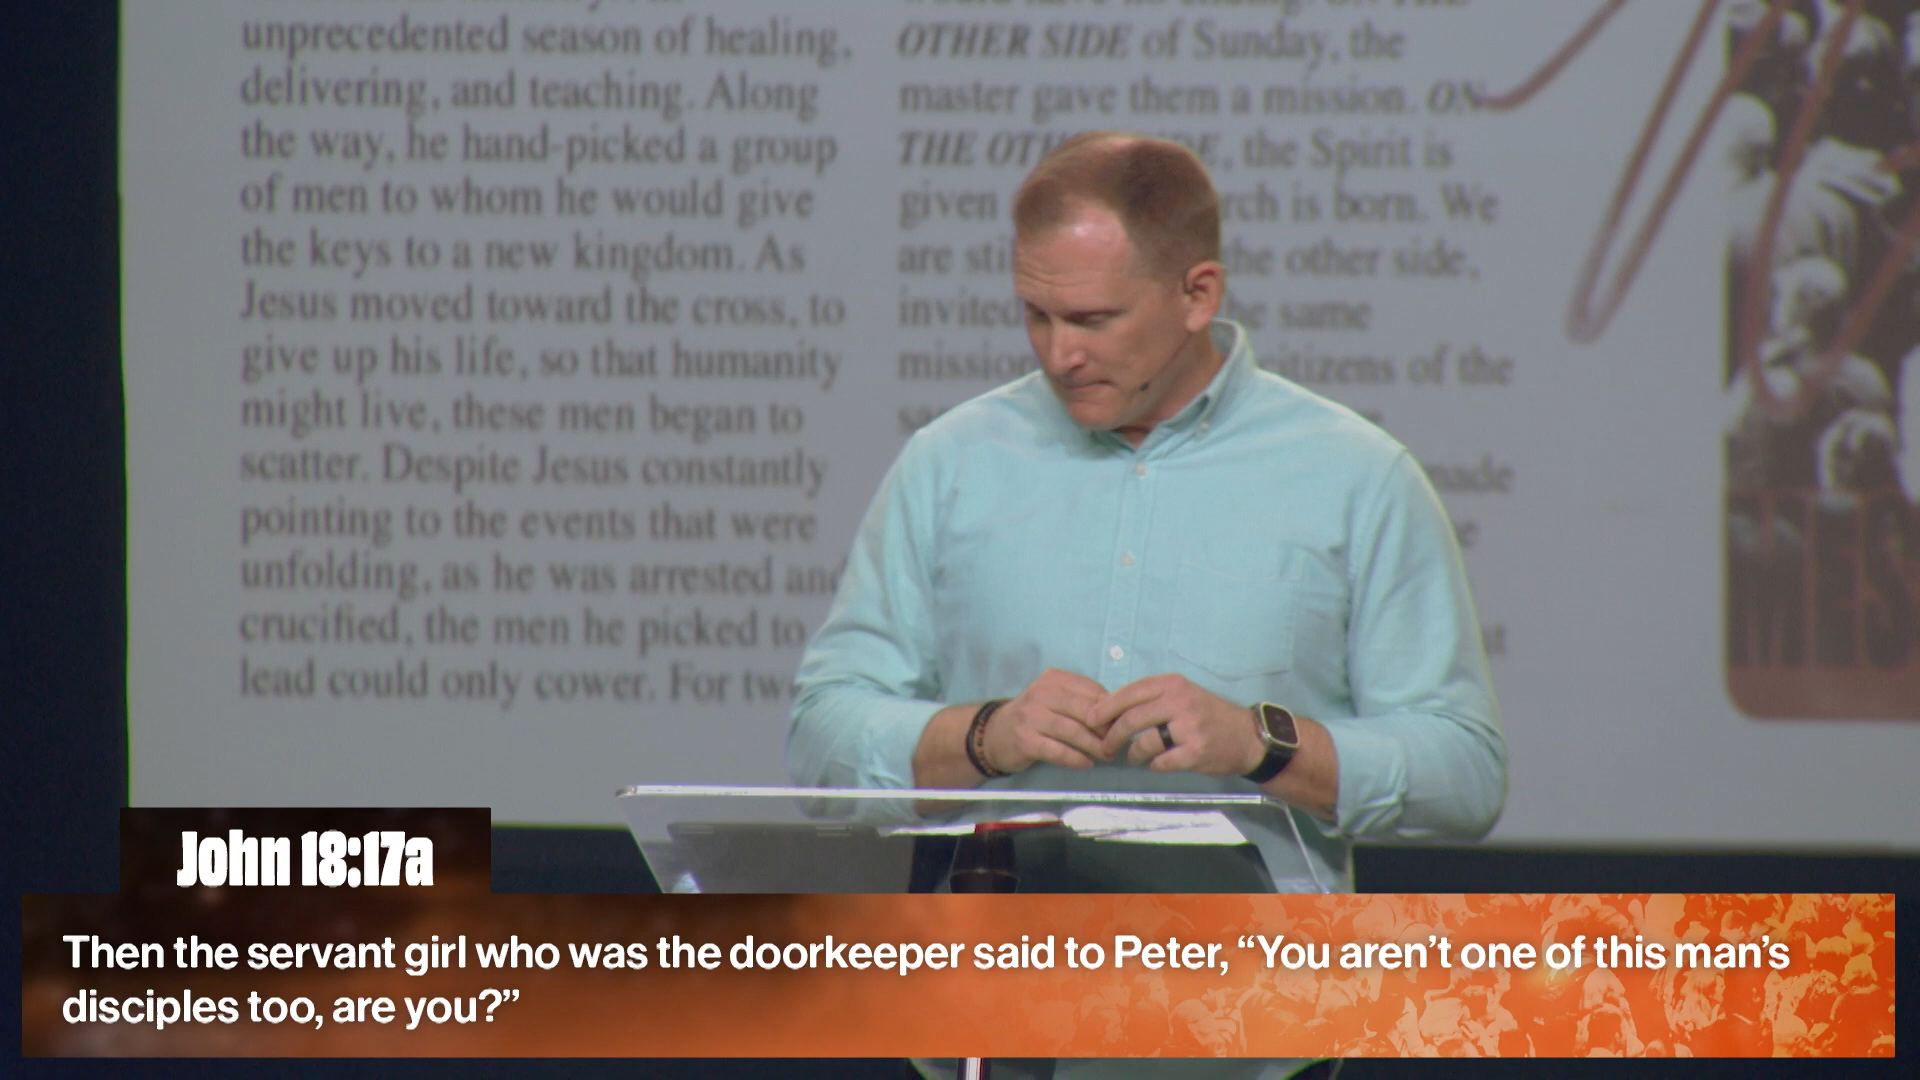 unprecedented season of healing,
delivering, and teaching. Along
the way, he hand-picked a group
of men to whom he would give
the keys to a new kingdom. As
Jesus moved toward the cross, to
give up his life, so that humanity
might live, these men began to
scatter. Despite Jesus constantly
pointing to the events that were
unfolding, as he was arrested and
crucified, the men he picked to
lead could only cower. For
OTHER SIDE of Sunday, the
master gave them a mission. ON
THE, the Spirit is
given is born. We
are the other side,
invited same
of the
John 18:17a
Then the servant girl who was the doorkeeper said to Peter, “You aren’t one of this man’s
disciples too, are you?”